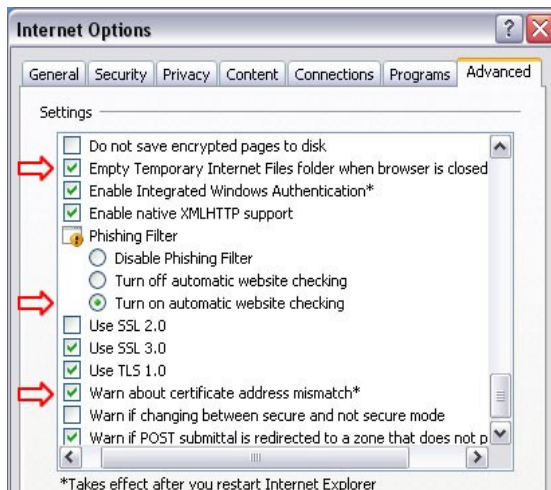 Internet Options
General Security Privacy Content Connections Programs Advanced
Settings
Do not save encrypted pages to disk
Empty Temporary Internet Files folder when browser is closed
Enable Integrated Windows Authentication*
Enable native XMLHTTP support
Phishing Filter
Disable Phishing Filter
Turn off automatic website checking
Turn on automatic website checking
Use SSL 2.0
Use SSL 3.0
Use TLS 1.0
Warn about certificate address mismatch*
Warn if changing between secure and not secure mode
Warn if POST submittal is redirected to a zone that does not p
*Takes effect after you restart Internet Explorer